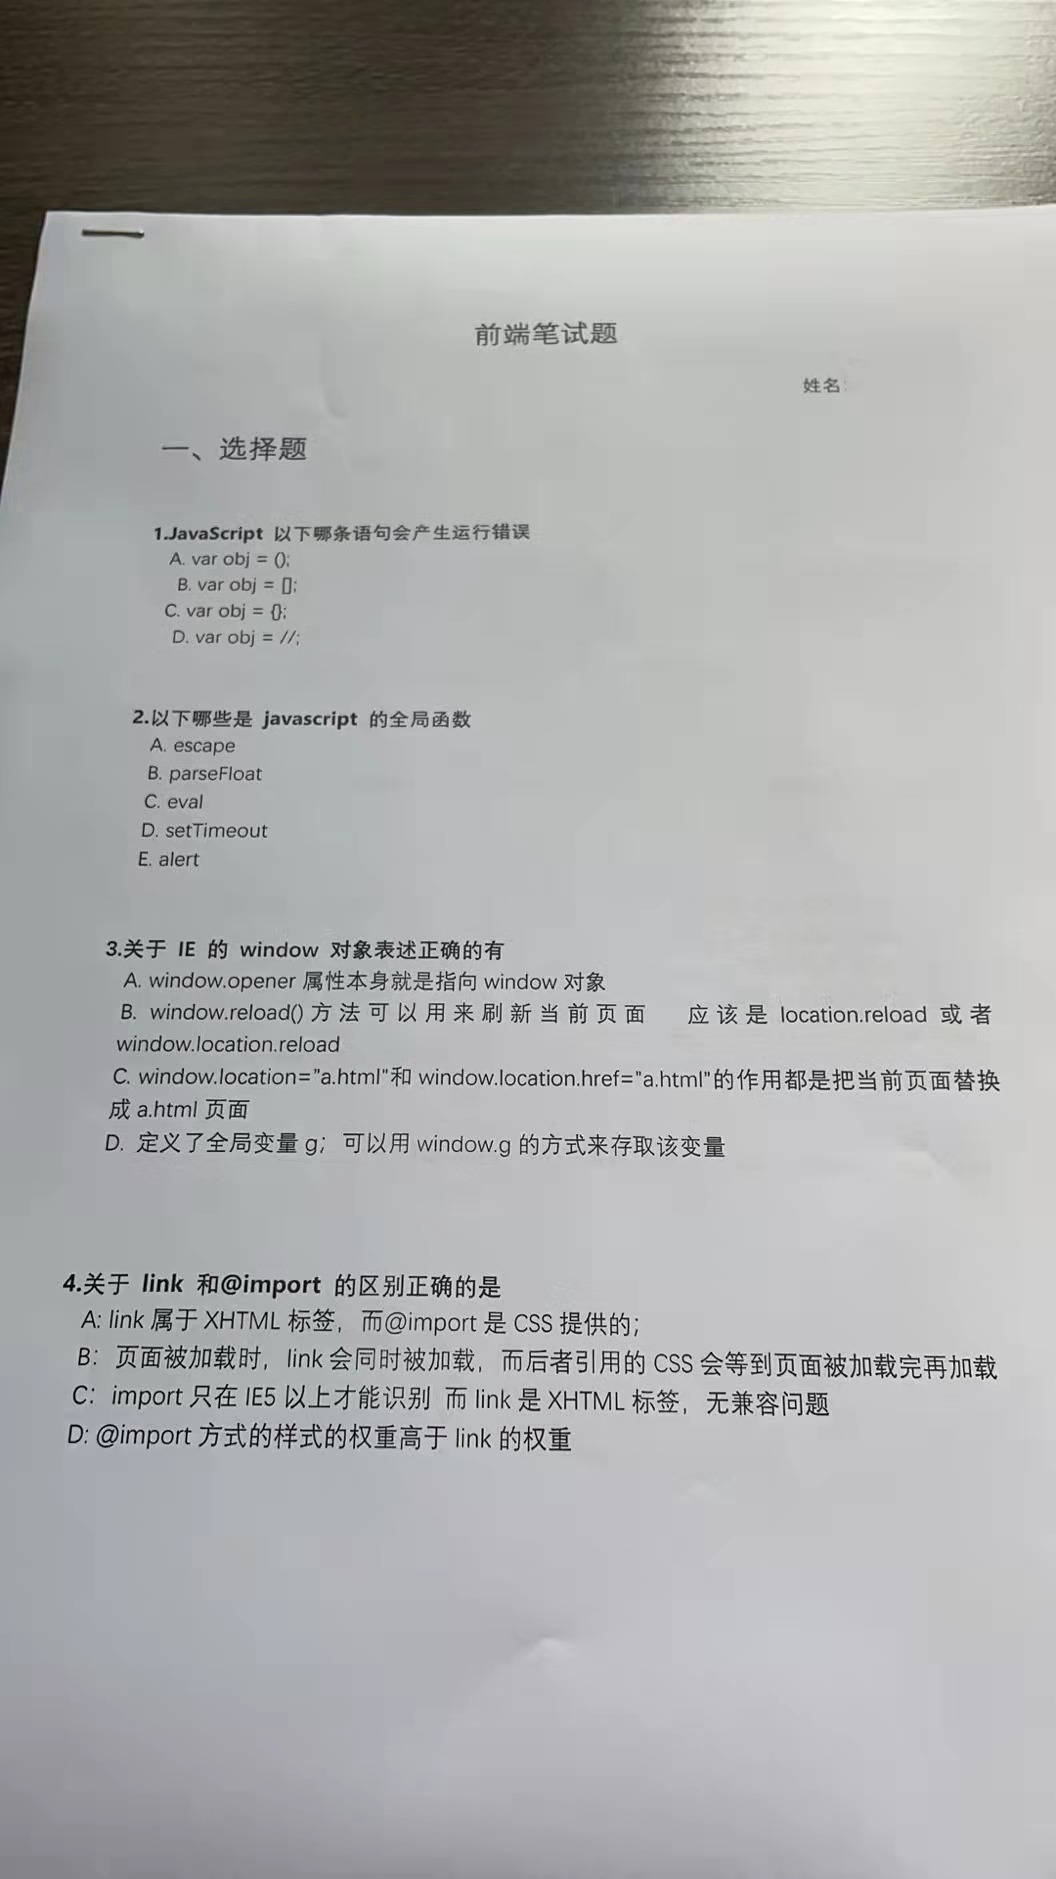 前端笔试题
姓名:
一、选择题
1.JavaScript 以下哪条语句会产生运行错误
A. var obj = ();
B. var obj = [];
C. var obj = {};
D. var obj = //;
2.以下哪些是 javascript 的全局函数
A. escape
B. parseFloat
C. eval
D. setTimeout
E. alert
3.关于 IE 的 window 对象表述正确的有
A. window.opener 属性本身就是指向 window 对象
B. window.reload() 方法可以用来刷新当前页面 应该是 location.reload 或者
window.location.reload
C. window.location="a.html"和 window.location.href="a.html"的作用都是把当前页面替换
成 a.html 页面
D. 定义了全局变量 g；可以用 window.g 的方式来存取该变量
4.关于 link 和@import 的区别正确的是
A: link 属于 XHTML 标签，而@import 是 CSS 提供的；
B：页面被加载时，link 会同时被加载，而后者引用的 CSS 会等到页面被加载完再加载
C：import 只在 IE5 以上才能识别 而 link 是 XHTML 标签，无兼容问题
D: @import 方式的样式的权重高于 link 的权重